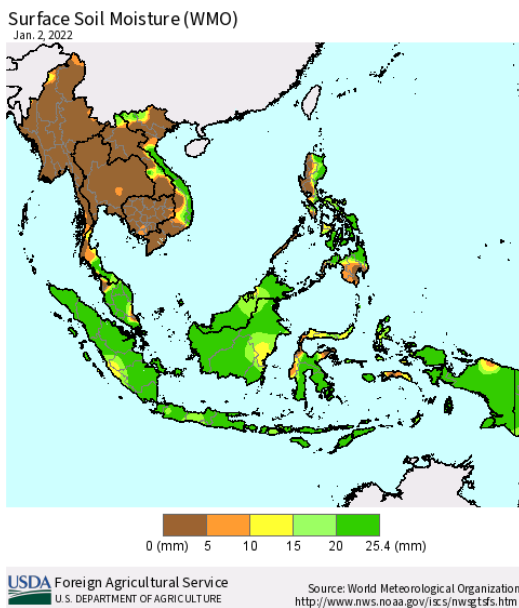 Surface Soil Moisture (WMO)
Jan. 2, 2022
0 (mm) 5 10 15 20 25.4 (mm)
USDA Foreign Agricultural Service
U.S. DEPARTMENT OF AGRICULTURE
Source: World Meteorological Organization
http://www.nws.noaa.gov/iscs/nwsgtsfs.htm